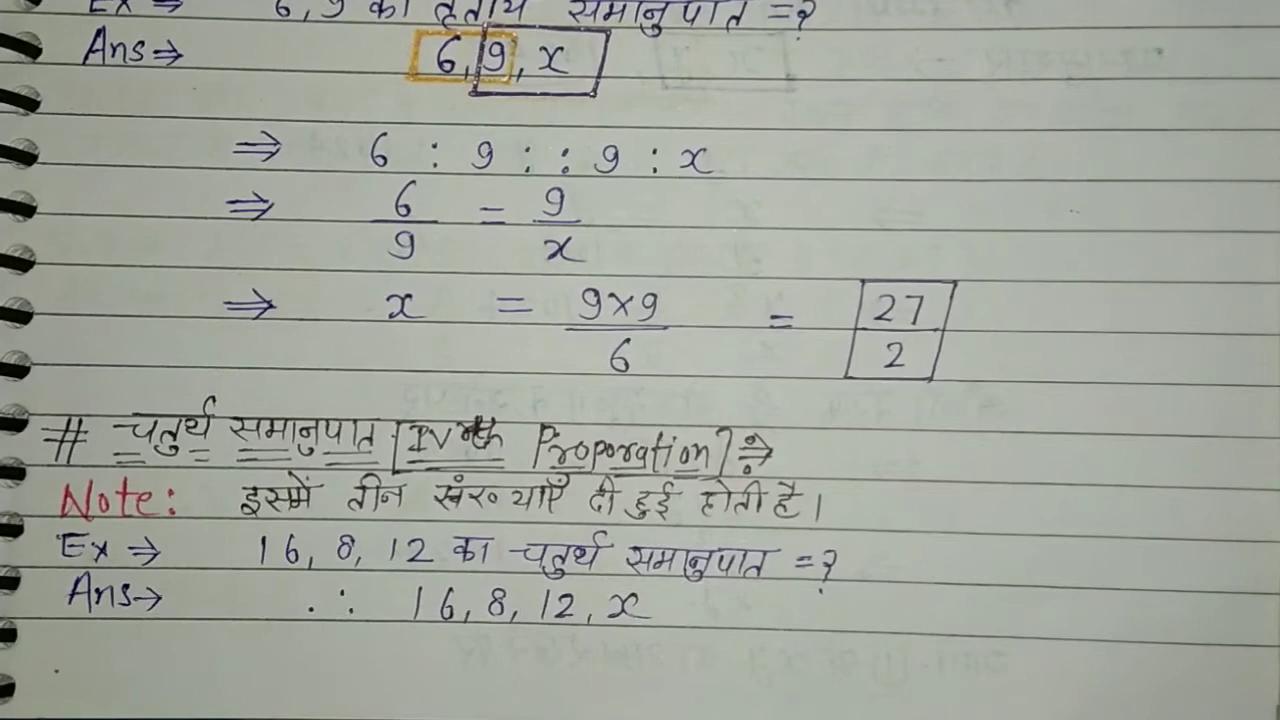 Ex ⇒ 6, 9 का तृतीय समानुपात = ?
Ans ⇒ 6, 9, x
⇒ 6 : 9 : : 9 : x
⇒ 6/9 = 9/x
⇒ x = 9×9/6 = 27/2
# चतुर्थ समानुपात [IVth Proporation] ⇒
Note: इसमें तीन संख्याएँ दी हुई होती है।
Ex ⇒ 16, 8, 12 का चतुर्थ समानुपात = ?
Ans → ∴ 16, 8, 12, x